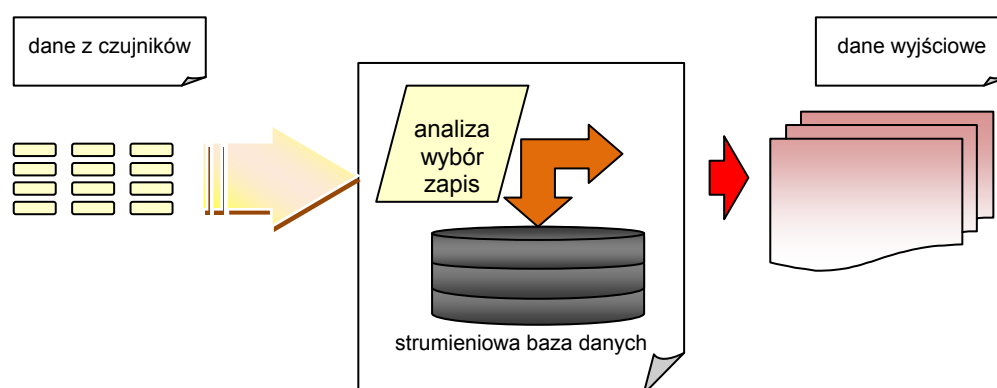 dane z czujników
dane wyjściowe
analiza
wybór
zapis
strumieniowa baza danych